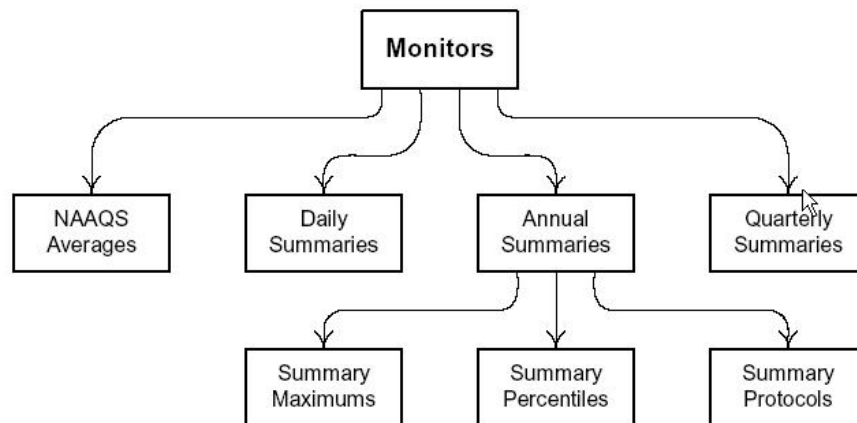 Monitors
NAAQS
Averages
Daily
Summaries
Annual
Summaries
Quarterly
Summaries
Summary
Maximums
Summary
Percentiles
Summary
Protocols